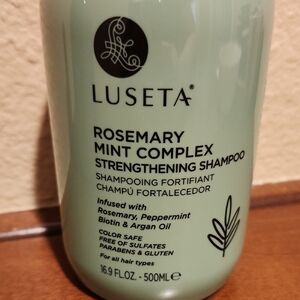 LUSETA®
ROSEMARY
MINT COMPLEX
STRENGTHENING SHAMPOO
SHAMPOOING FORTIFIANT
CHAMPÚ FORTALECEDOR
Infused with
Rosemary, Peppermint
Biotin & Argan Oil
COLOR SAFE
FREE OF SULFATES
PARABENS & GLUTEN
For all hair types
16.9 FL.OZ. - 500ML ℮